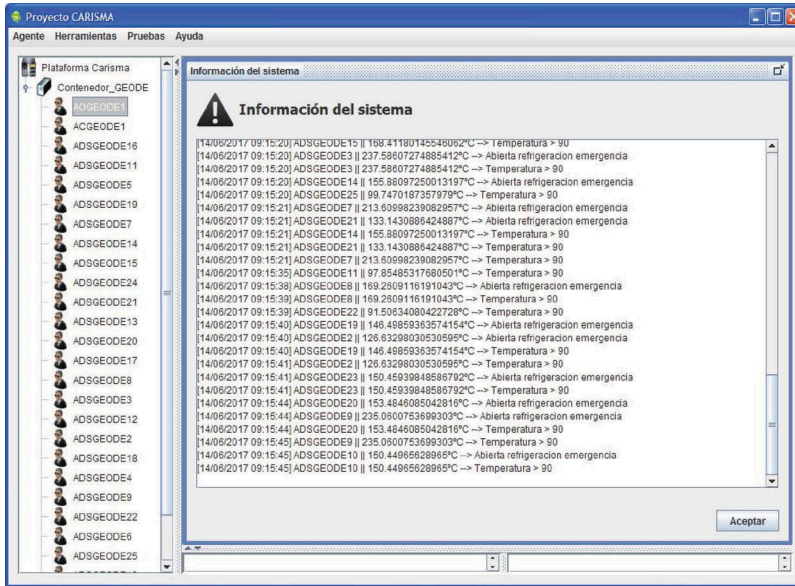 Proyecto CARISMA
Agente Herramientas Pruebas Ayuda
Plataforma Carisma
Contenedor_GEODE
AOGEODE1
ACGEODE1
ADSGEODE16
ADSGEODE11
ADSGEODE5
ADSGEODE19
ADSGEODE7
ADSGEODE14
ADSGEODE15
ADSGEODE24
ADSGEODE21
ADSGEODE13
ADSGEODE20
ADSGEODE17
ADSGEODE8
ADSGEODE3
ADSGEODE12
ADSGEODE2
ADSGEODE18
ADSGEODE4
ADSGEODE9
ADSGEODE22
ADSGEODE6
ADSGEODE25
Información del sistema
Información del sistema
[14/06/2017 09:15:20] ADSGEODE15 || 168.41180145546062ºC --> Temperatura > 90
[14/06/2017 09:15:20] ADSGEODE3 || 237.58607274885412ºC --> Abierta refrigeracion emergencia
[14/06/2017 09:15:20] ADSGEODE3 || 237.58607274885412ºC --> Temperatura > 90
[14/06/2017 09:15:20] ADSGEODE14 || 155.88097250013197ºC --> Abierta refrigeracion emergencia
[14/06/2017 09:15:20] ADSGEODE25 || 99.7470187357979ºC --> Temperatura > 90
[14/06/2017 09:15:21] ADSGEODE7 || 213.60998239082957ºC --> Abierta refrigeracion emergencia
[14/06/2017 09:15:21] ADSGEODE21 || 133.1430886424887ºC --> Abierta refrigeracion emergencia
[14/06/2017 09:15:21] ADSGEODE14 || 155.88097250013197ºC --> Temperatura > 90
[14/06/2017 09:15:21] ADSGEODE21 || 133.1430886424887ºC --> Temperatura > 90
[14/06/2017 09:15:21] ADSGEODE7 || 213.60998239082957ºC --> Temperatura > 90
[14/06/2017 09:15:35] ADSGEODE11 || 97.85485317680501ºC --> Temperatura > 90
[14/06/2017 09:15:38] ADSGEODE8 || 169.2609116191043ºC --> Abierta refrigeracion emergencia
[14/06/2017 09:15:39] ADSGEODE8 || 169.2609116191043ºC --> Temperatura > 90
[14/06/2017 09:15:39] ADSGEODE22 || 91.50634080422728ºC --> Temperatura > 90
[14/06/2017 09:15:40] ADSGEODE19 || 146.49859363574154ºC --> Abierta refrigeracion emergencia
[14/06/2017 09:15:40] ADSGEODE2 || 126.63298030530595ºC --> Abierta refrigeracion emergencia
[14/06/2017 09:15:40] ADSGEODE19 || 146.49859363574154ºC --> Temperatura > 90
[14/06/2017 09:15:41] ADSGEODE2 || 126.63298030530595ºC --> Temperatura > 90
[14/06/2017 09:15:41] ADSGEODE23 || 150.45939848586792ºC --> Abierta refrigeracion emergencia
[14/06/2017 09:15:41] ADSGEODE23 || 150.45939848586792ºC --> Temperatura > 90
[14/06/2017 09:15:44] ADSGEODE20 || 153.4846085042816ºC --> Abierta refrigeracion emergencia
[14/06/2017 09:15:44] ADSGEODE9 || 235.0600753699303ºC --> Abierta refrigeracion emergencia
[14/06/2017 09:15:44] ADSGEODE20 || 153.4846085042816ºC --> Temperatura > 90
[14/06/2017 09:15:45] ADSGEODE9 || 235.0600753699303ºC --> Temperatura > 90
[14/06/2017 09:15:45] ADSGEODE10 || 150.44965628965ºC --> Abierta refrigeracion emergencia
[14/06/2017 09:15:45] ADSGEODE10 || 150.44965628965ºC --> Temperatura > 90
Aceptar